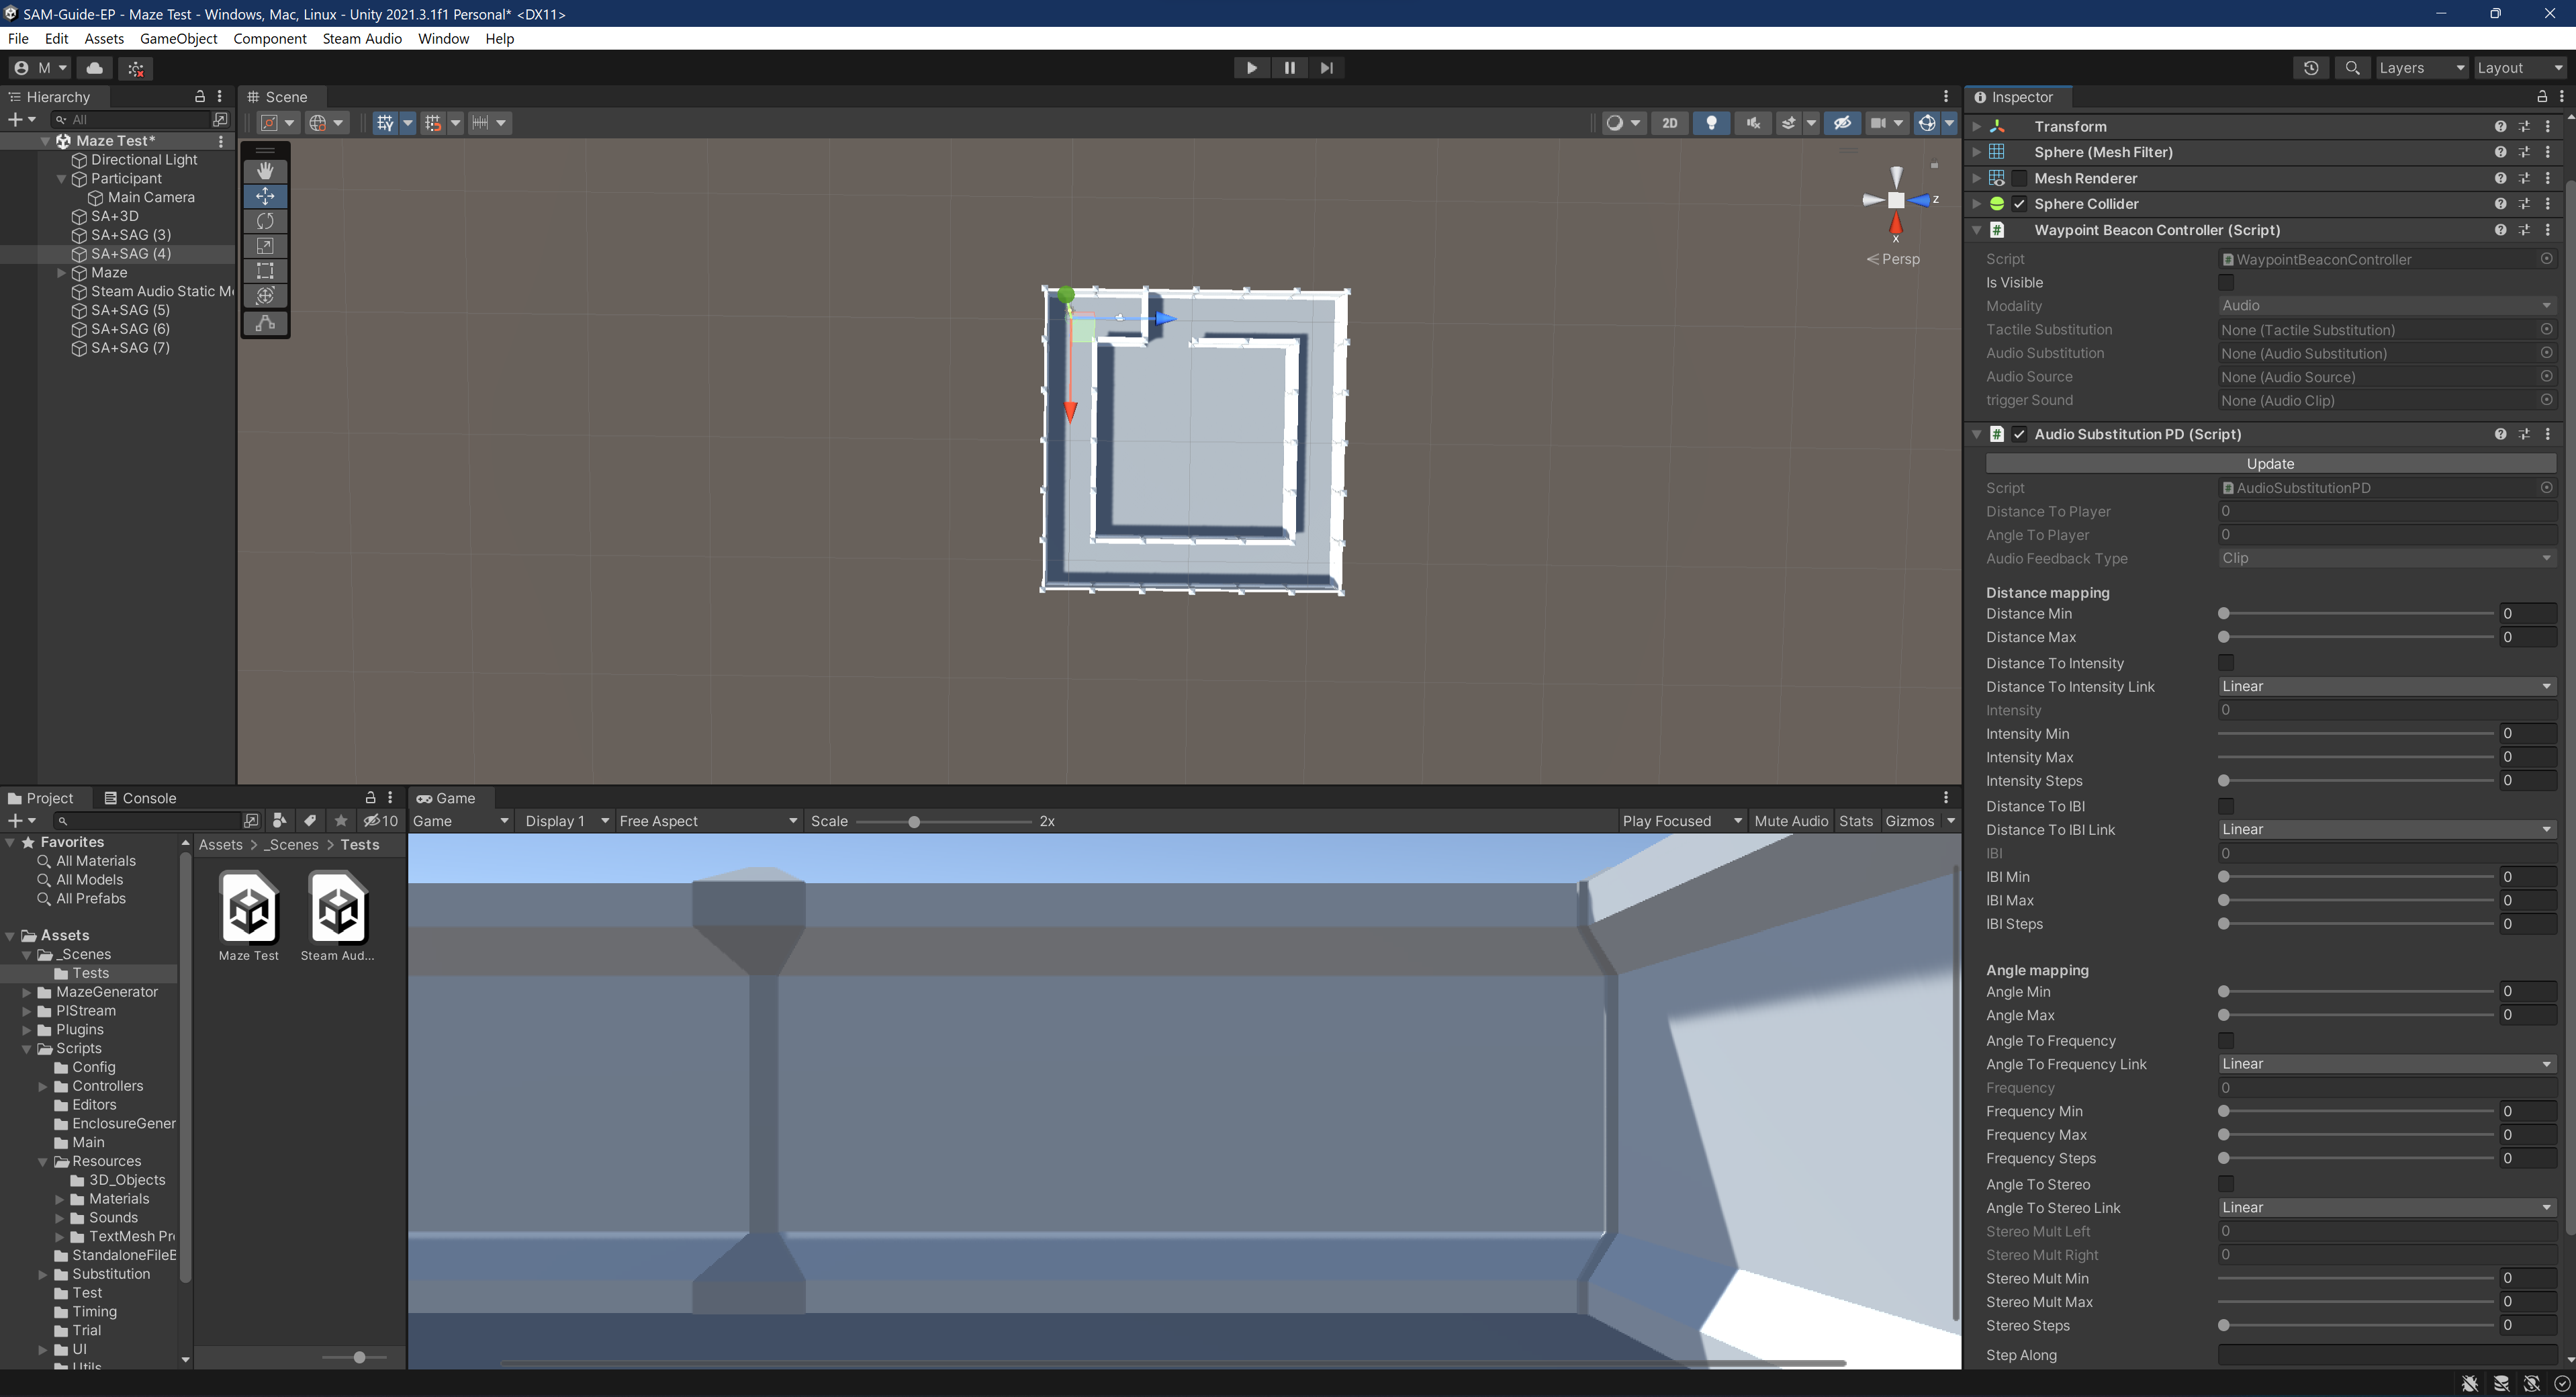 SAM-Guide-EP - Maze Test - Windows, Mac, Linux - Unity 2021.3.1f1 Personal* <DX11>
File Edit Assets GameObject Component Steam Audio Window Help
M
Layers Layout
Hierarchy
All
Maze Test*
Directional Light
Participant
Main Camera
SA+3D
SA+SAG (3)
SA+SAG (4)
Maze
Steam Audio Static Me
SA+SAG (5)
SA+SAG (6)
SA+SAG (7)
Scene
2D
z
x
Persp
Project Console
10
Favorites
All Materials
All Models
All Prefabs
Assets
_Scenes
Tests
MazeGenerator
PIStream
Plugins
Scripts
Config
Controllers
Editors
EnclosureGener
Main
Resources
3D_Objects
Materials
Sounds
TextMesh Pr
StandaloneFileE
Substitution
Test
Timing
Trial
UI
Utils
Assets > _Scenes > Tests
Maze Test
Steam Aud...
Game
Game Display 1 Free Aspect Scale 2x Play Focused Mute Audio Stats Gizmos
Inspector
Transform
Sphere (Mesh Filter)
Mesh Renderer
Sphere Collider
Waypoint Beacon Controller (Script)
Script WaypointBeaconController
Is Visible
Modality Audio
Tactile Substitution None (Tactile Substitution)
Audio Substitution None (Audio Substitution)
Audio Source None (Audio Source)
trigger Sound None (Audio Clip)
Audio Substitution PD (Script)
Update
Script AudioSubstitutionPD
Distance To Player 0
Angle To Player 0
Audio Feedback Type Clip
Distance mapping
Distance Min 0
Distance Max 0
Distance To Intensity
Distance To Intensity Link Linear
Intensity 0
Intensity Min 0
Intensity Max 0
Intensity Steps 0
Distance To IBI
Distance To IBI Link Linear
IBI 0
IBI Min 0
IBI Max 0
IBI Steps 0
Angle mapping
Angle Min 0
Angle Max 0
Angle To Frequency
Angle To Frequency Link Linear
Frequency 0
Frequency Min 0
Frequency Max 0
Frequency Steps 0
Angle To Stereo
Angle To Stereo Link Linear
Stereo Mult Left 0
Stereo Mult Right 0
Stereo Mult Min 0
Stereo Mult Max 0
Stereo Steps 0
Step Along